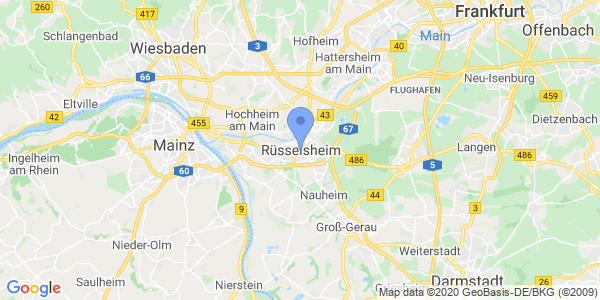 Frankfurt
417
Schlangenbad
Hofheim
Offenbach
Main
Wiesbaden
3
40
Hattersheim
am Main
66
Neu-Isenburg
FLUGHAFEN
Eltville
459
42
Hochheim
am Main
43
455
67
Dietzenbach
Mainz
Rüsselsheim
Langen
486
486
Ingelheim
am Rhein
60
5
Nauheim
44
9
3
Groß-Gerau
Nieder-Olm
Weiterstadt
Saulheim
Nierstein
Darmstadt
Google
Map data ©2020 GeoBasis-DE/BKG (©2009)